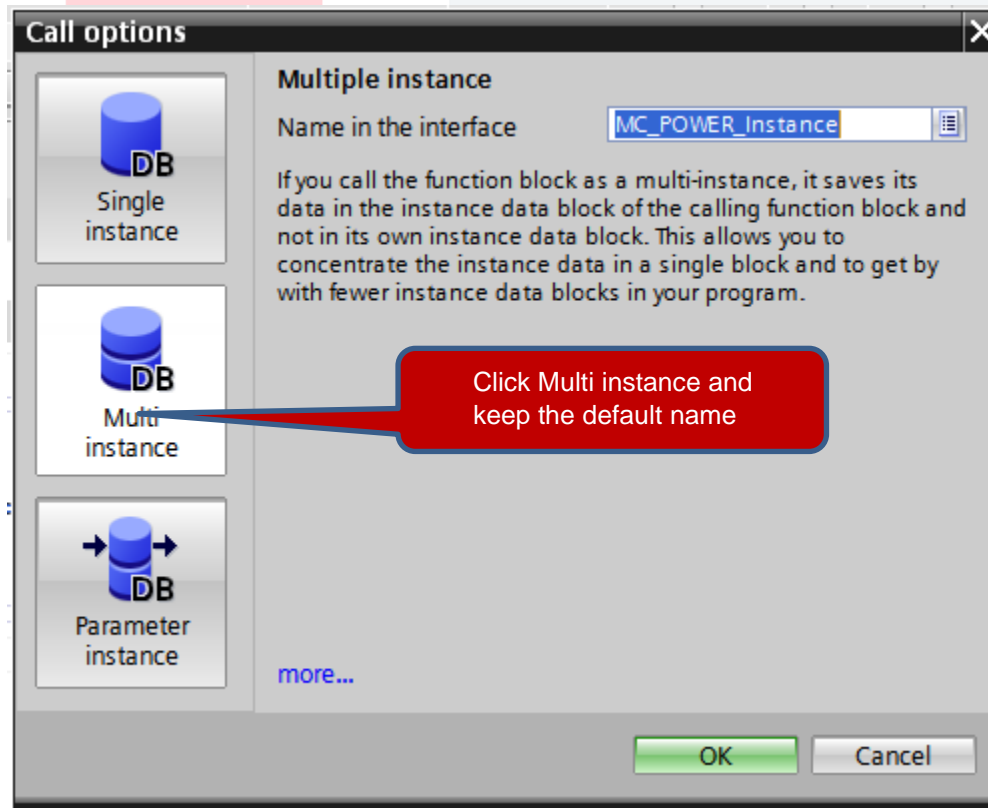 Call options
DB
Single
instance
DB
Multi
instance
DB
Parameter
instance
Multiple instance
Name in the interface
MC_POWER_Instance
If you call the function block as a multi-instance, it saves its
data in the instance data block of the calling function block and
not in its own instance data block. This allows you to
concentrate the instance data in a single block and to get by
with fewer instance data blocks in your program.
Click Multi instance and
keep the default name
more...
OK
Cancel